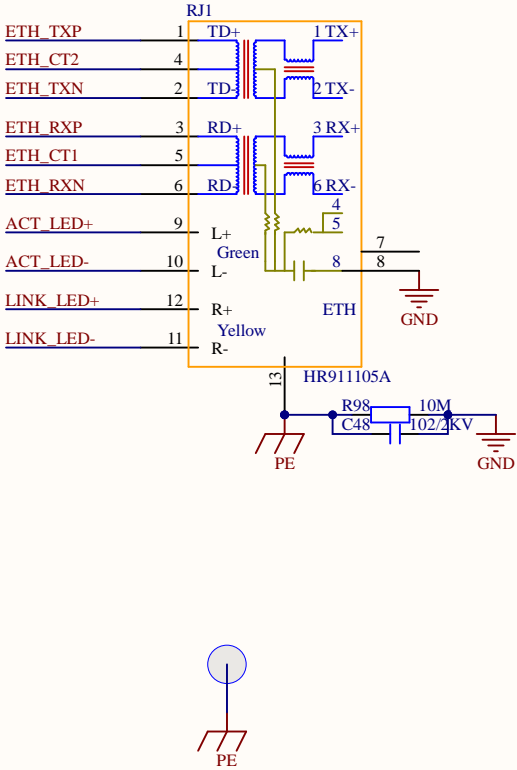 RJ1
ETH_TXP 1 TD+ 1 TX+
ETH_CT2 4
ETH_TXN 2 TD- 2 TX-
ETH_RXP 3 RD+ 3 RX+
ETH_CT1 5
ETH_RXN 6 RD- 6 RX-
4
ACT_LED+ 9 L+ 5
Green 7
ACT_LED- 10 L- 8 8
LINK_LED+ 12 R+ ETH GND
Yellow
LINK_LED- 11 R-
13 HR911105A
R98 10M
C48 102/2KV
PE GND
PE